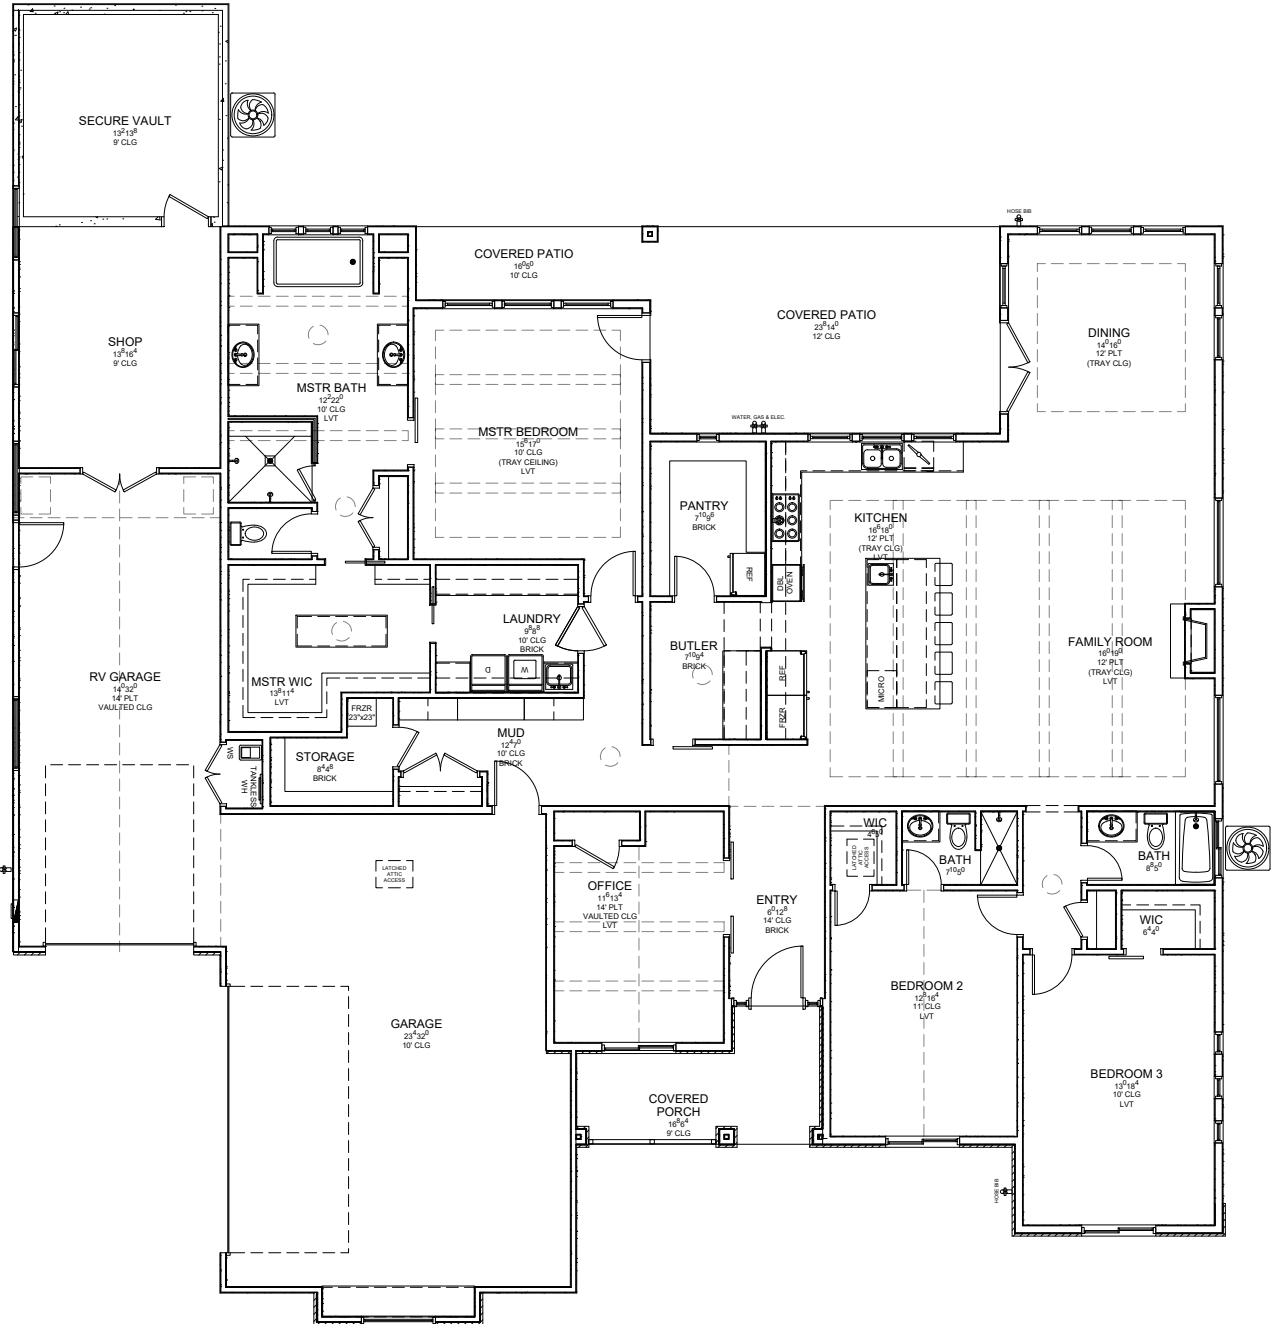 SECURE VAULT
13²13⁸
9' CLG
HOSE BIB
COVERED PATIO
16⁰5⁰
10' CLG
COVERED PATIO
23⁸14⁰
12' CLG
DINING
14⁰16⁰
12' PLT
(TRAY CLG)
SHOP
13⁸16⁴
9' CLG
MSTR BATH
12²22⁰
10' CLG
LVT
WATER, GAS & ELEC.
MSTR BEDROOM
15⁶17⁰
10' CLG
(TRAY CEILING)
LVT
PANTRY
7¹⁰9⁶
BRICK
REF
KITCHEN
16⁶18⁰
12' PLT
(TRAY CLG)
LVT
DBL
OVEN
LAUNDRY
9⁸8⁸
10' CLG
BRICK
D
W
BUTLER
7¹⁰9⁴
BRICK
REF
FRZR
MICRO
FAMILY ROOM
16⁰19⁰
12' PLT
(TRAY CLG)
LVT
RV GARAGE
14⁰32⁰
14' PLT
VAULTED CLG
MSTR WIC
13⁸11⁴
LVT
FRZR
23"x23"
MUD
12⁴7⁰
10' CLG
BRICK
STORAGE
8⁴4⁸
BRICK
WS
TANKLESS
WH
LATCHED
ATTIC
ACCESS
OFFICE
11⁶13⁴
14' PLT
VAULTED CLG
LVT
ENTRY
6⁰12⁸
14' CLG
BRICK
WIC
4⁸5⁰
LATCHED
ATTIC
ACCESS
BATH
7¹⁰5⁰
BATH
8⁸5⁰
WIC
6⁴4⁰
BEDROOM 2
12⁸16⁴
11' CLG
LVT
GARAGE
23⁴32⁰
10' CLG
BEDROOM 3
13⁰18⁴
10' CLG
LVT
COVERED
PORCH
16⁸6⁴
9' CLG
HOSE BIB